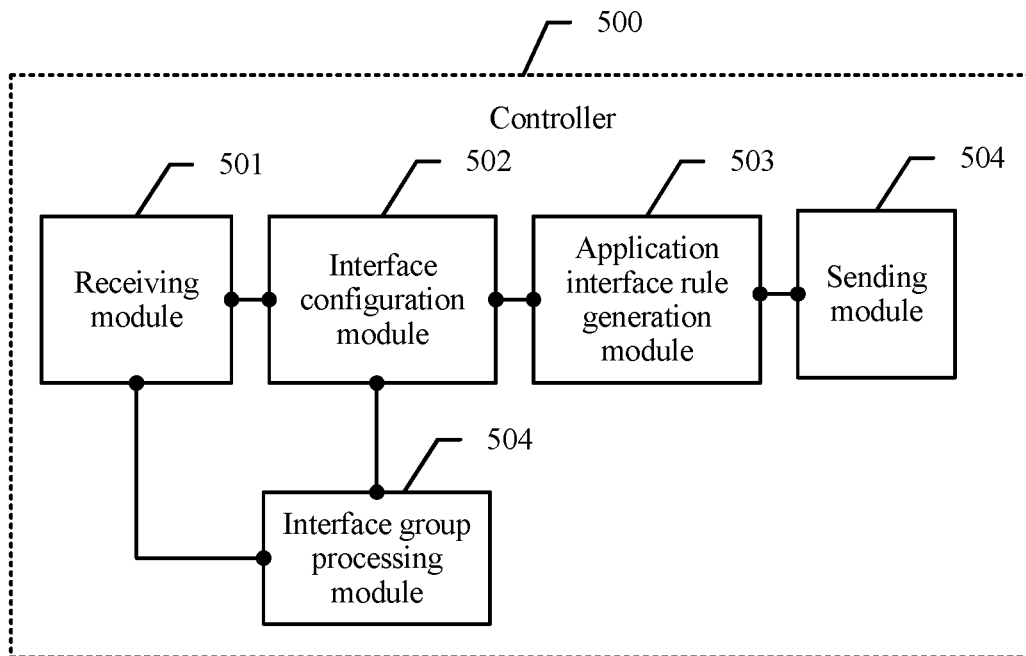 500
Controller
501
502
503
504
Receiving
module
Interface
configuration
module
Application
interface rule
generation
module
Sending
module
504
Interface group
processing
module